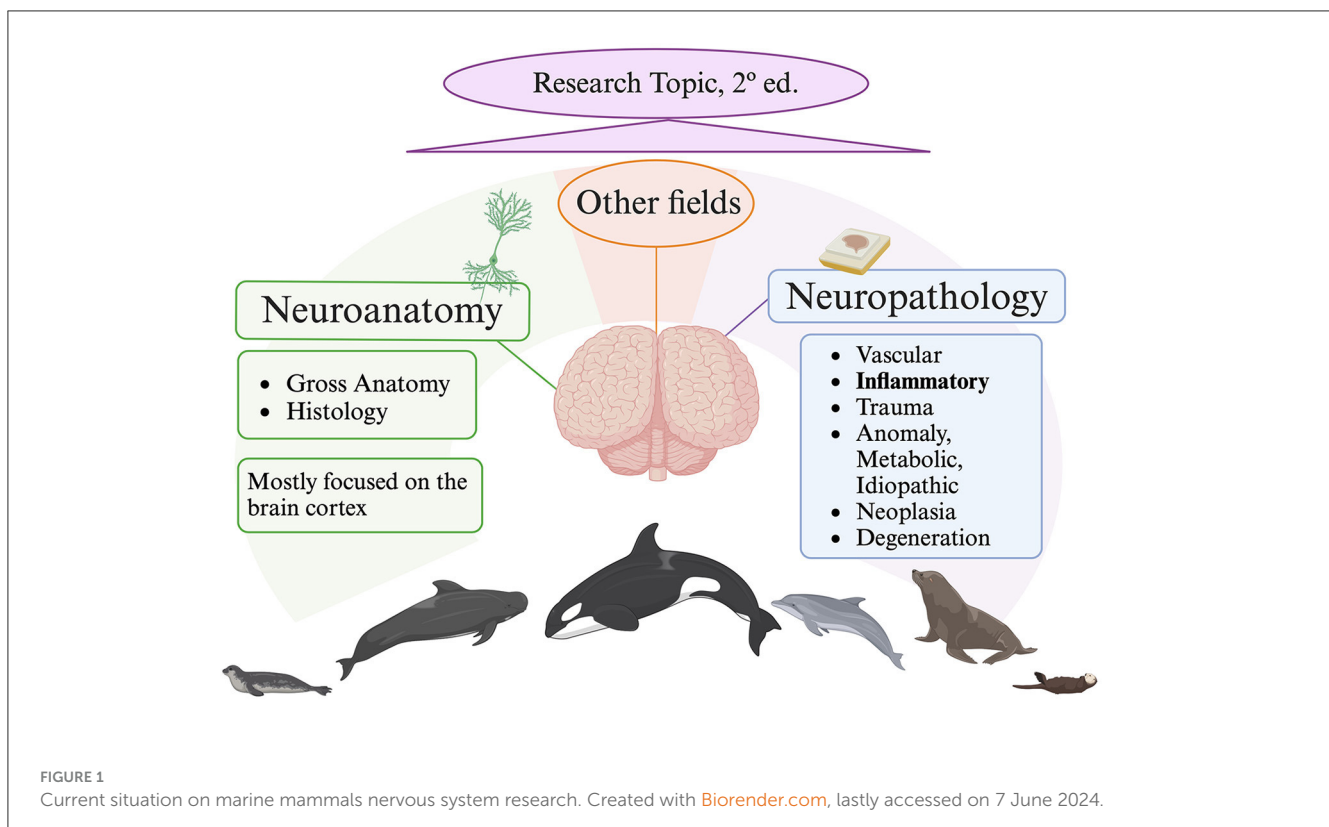 Research Topic, 2º ed.
Other fields
Neuroanatomy
• Gross Anatomy
• Histology
Mostly focused on the
brain cortex
Neuropathology
• Vascular
• Inflammatory
• Trauma
• Anomaly,
Metabolic,
Idiopathic
• Neoplasia
• Degeneration
FIGURE 1
Current situation on marine mammals nervous system research. Created with Biorender.com, lastly accessed on 7 June 2024.